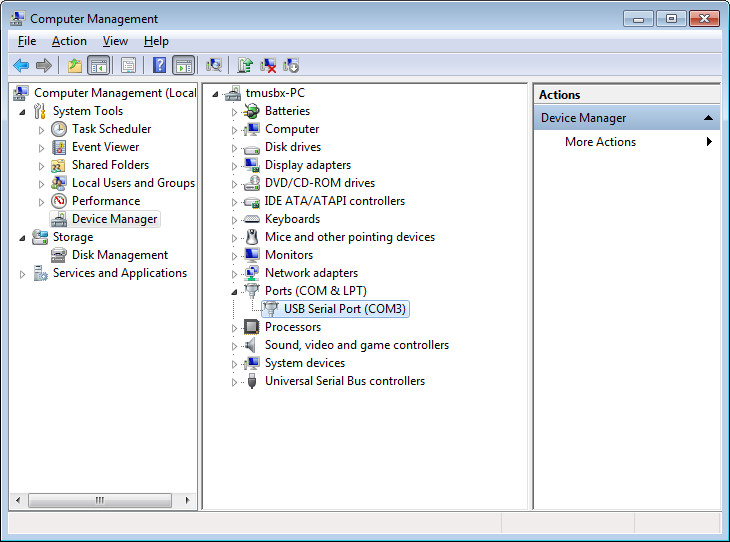 Computer Management
File Action View Help
Computer Management (Local
System Tools
Task Scheduler
Event Viewer
Shared Folders
Local Users and Groups
Performance
Device Manager
Storage
Disk Management
Services and Applications
tmusbx-PC
Batteries
Computer
Disk drives
Display adapters
DVD/CD-ROM drives
IDE ATA/ATAPI controllers
Keyboards
Mice and other pointing devices
Monitors
Network adapters
Ports (COM & LPT)
USB Serial Port (COM3)
Processors
Sound, video and game controllers
System devices
Universal Serial Bus controllers
Actions
Device Manager
More Actions